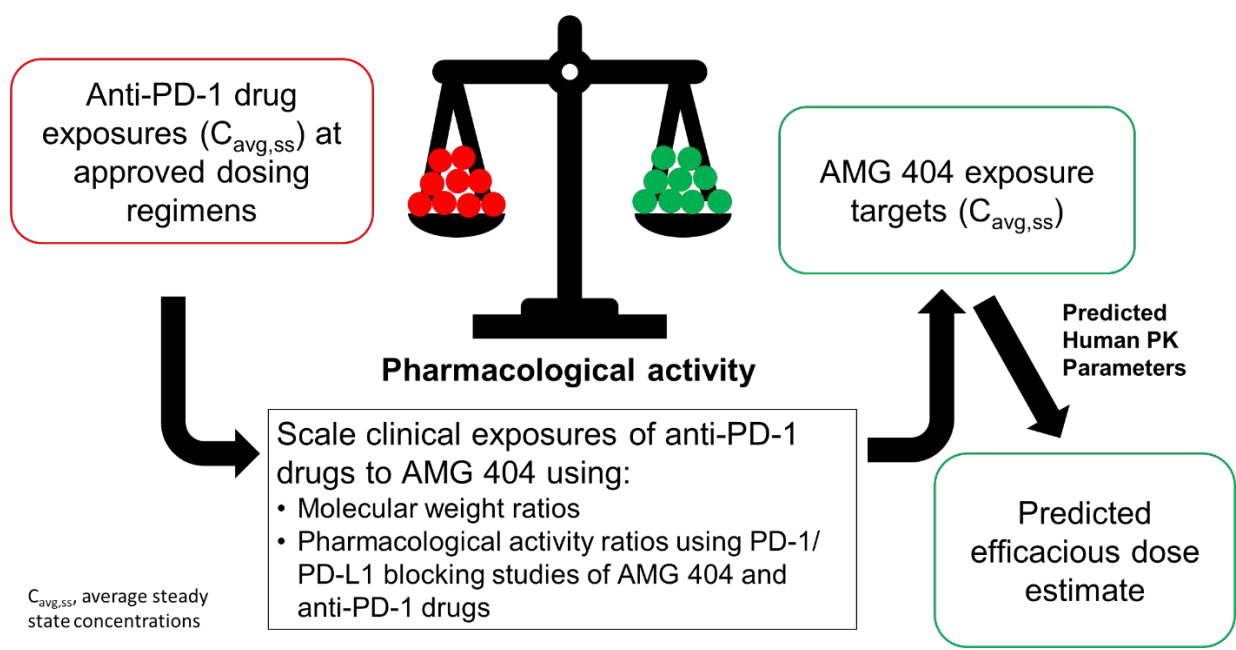 Anti-PD-1 drug
exposures (Cavg,ss) at
approved dosing
regimens
AMG 404 exposure
targets (Cavg,ss)
Pharmacological activity
Predicted
Human PK
Parameters
Scale clinical exposures of anti-PD-1
drugs to AMG 404 using:
• Molecular weight ratios
• Pharmacological activity ratios using PD-1/
PD-L1 blocking studies of AMG 404 and
anti-PD-1 drugs
Predicted
efficacious dose
estimate
Cavg,ss, average steady
state concentrations